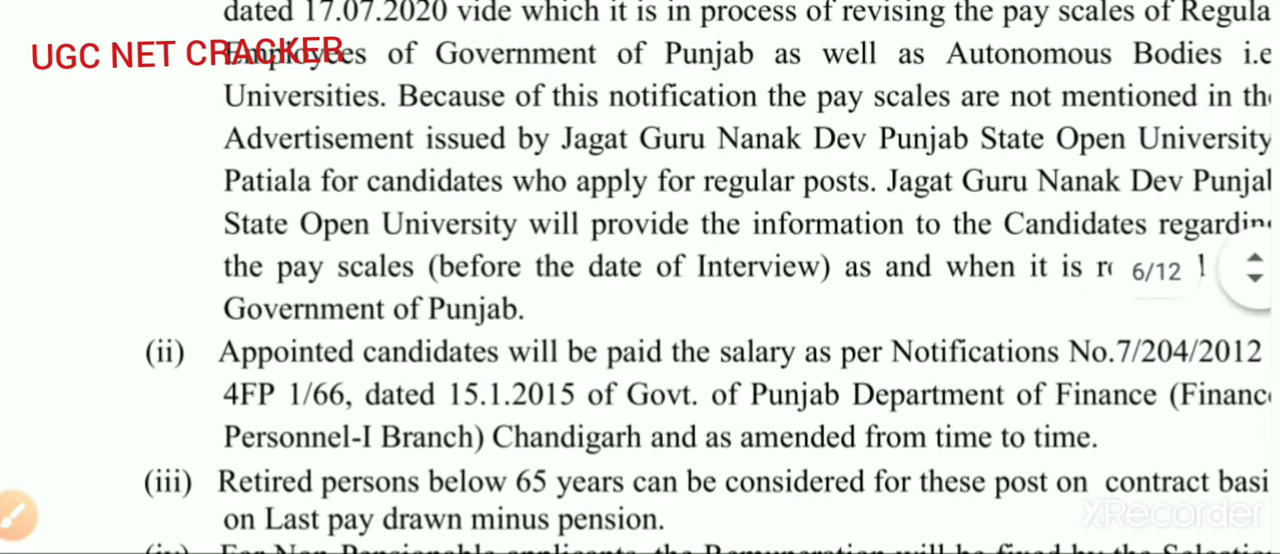 dated 17.07.2020 vide which it is in process of revising the pay scales of Regula
UGC NET CRACKER
Employees of Government of Punjab as well as Autonomous Bodies i.e
Universities. Because of this notification the pay scales are not mentioned in th
Advertisement issued by Jagat Guru Nanak Dev Punjab State Open University
Patiala for candidates who apply for regular posts. Jagat Guru Nanak Dev Punja
State Open University will provide the information to the Candidates regardin
the pay scales (before the date of Interview) as and when it is
6/12
Government of Punjab.
(ii) Appointed candidates will be paid the salary as per Notifications No.7/204/2012
4FP 1/66, dated 15.1.2015 of Govt. of Punjab Department of Finance (Financ
Personnel-I Branch) Chandigarh and as amended from time to time.
(iii) Retired persons below 65 years can be considered for these post on contract basi
on Last pay drawn minus pension.
XRecorder